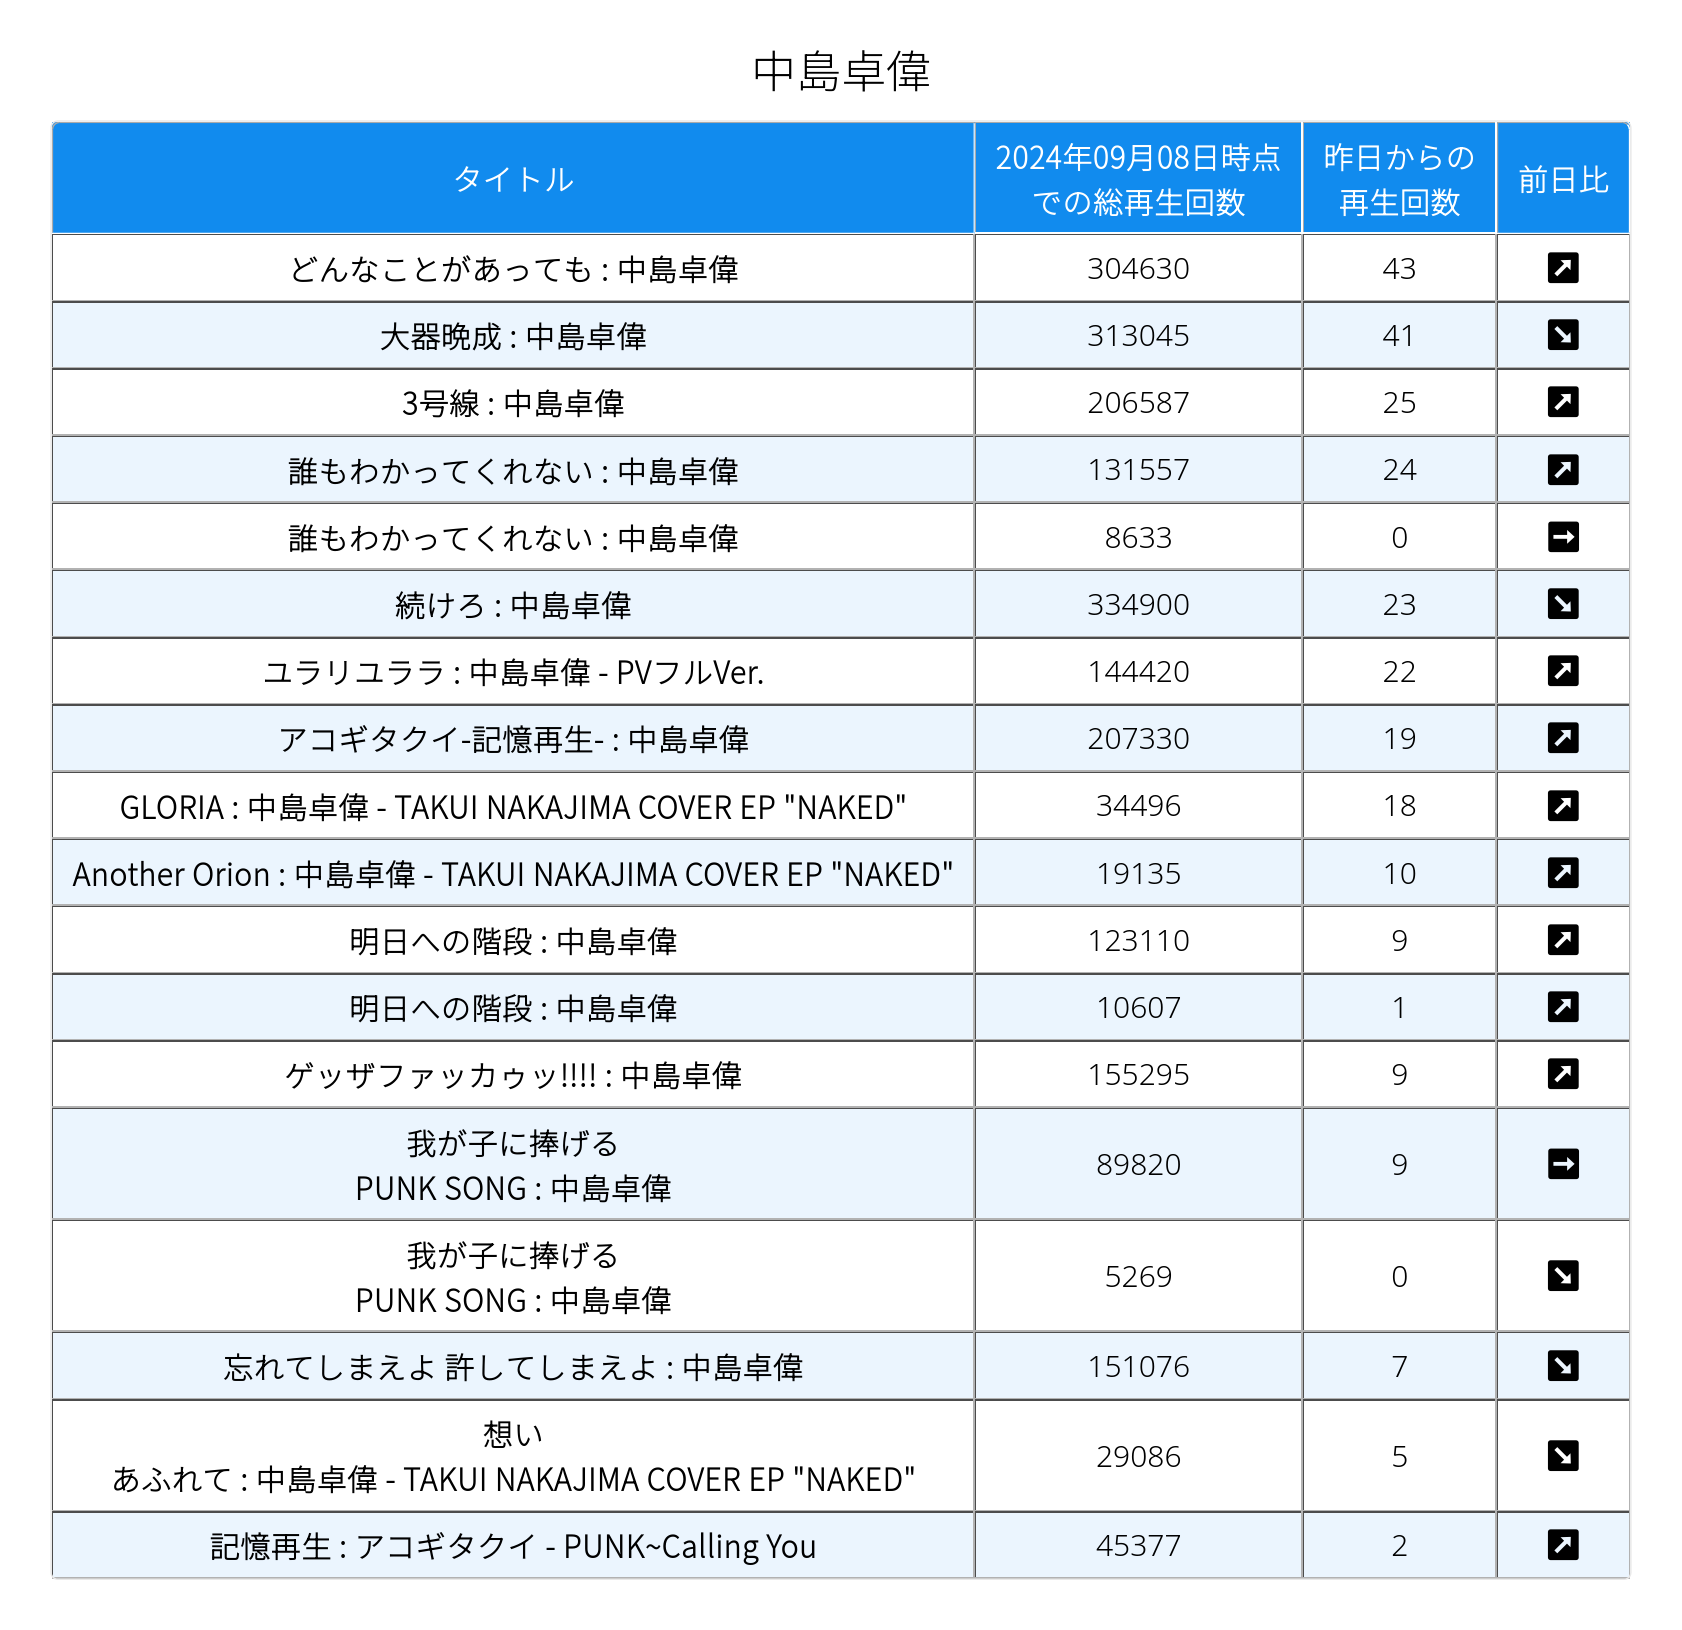 中島卓偉
タイトル
2024年09月08日時点
での総再生回数
昨日からの
再生回数
前日比
どんなことがあっても : 中島卓偉 304630 43
大器晩成 : 中島卓偉 313045 41
3号線 : 中島卓偉 206587 25
誰もわかってくれない : 中島卓偉 131557 24
誰もわかってくれない : 中島卓偉 8633 0
続けろ : 中島卓偉 334900 23
ユラリユララ : 中島卓偉 - PVフルVer. 144420 22
アコギタクイ-記憶再生- : 中島卓偉 207330 19
GLORIA : 中島卓偉 - TAKUI NAKAJIMA COVER EP "NAKED" 34496 18
Another Orion : 中島卓偉 - TAKUI NAKAJIMA COVER EP "NAKED" 19135 10
明日への階段 : 中島卓偉 123110 9
明日への階段 : 中島卓偉 10607 1
ゲッザファッカゥッ!!!! : 中島卓偉 155295 9
我が子に捧げる
PUNK SONG : 中島卓偉 89820 9
我が子に捧げる
PUNK SONG : 中島卓偉 5269 0
忘れてしまえよ 許してしまえよ : 中島卓偉 151076 7
想い
あふれて : 中島卓偉 - TAKUI NAKAJIMA COVER EP "NAKED" 29086 5
記憶再生 : アコギタクイ - PUNK~Calling You 45377 2